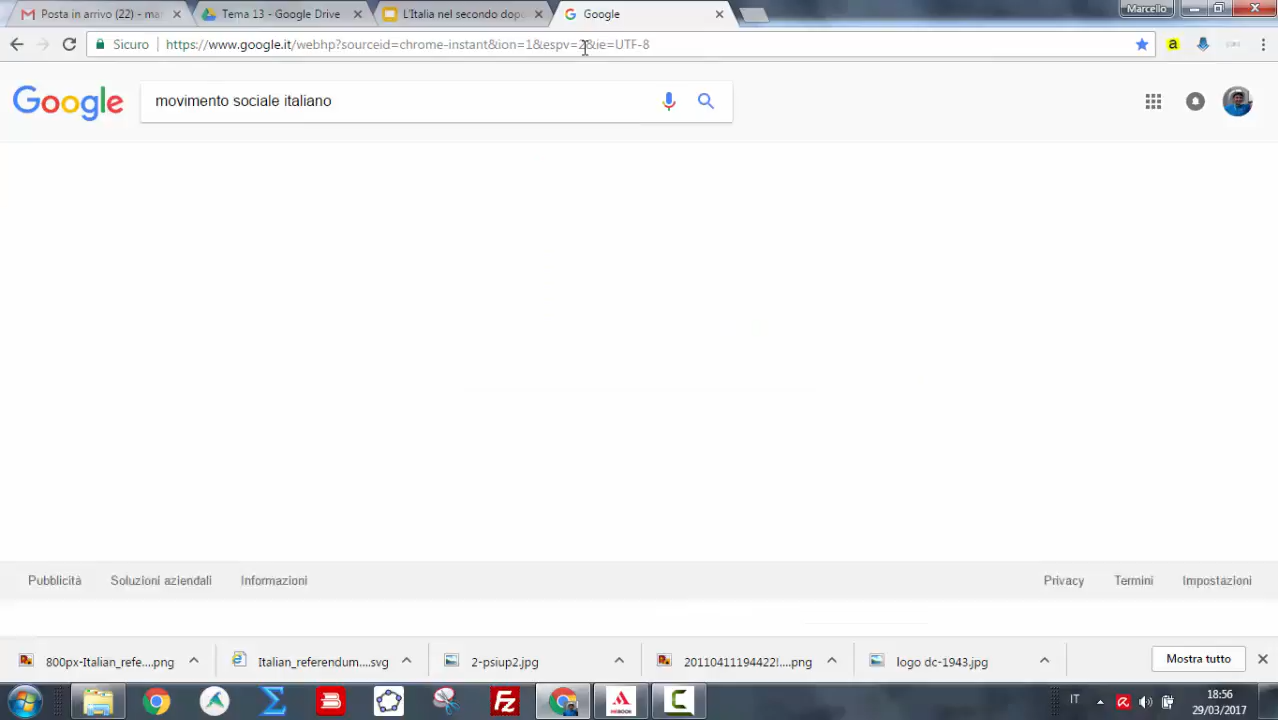 Posta in arrivo (22) - mar
Tema 13 - Google Drive
L'Italia nel secondo dopo
Google
Marcello
Sicuro
https://www.google.it/webhp?sourceid=chrome-instant&ion=1&espv=2&ie=UTF-8
a
Google
movimento sociale italiano
Pubblicità
Soluzioni aziendali
Informazioni
Privacy
Termini
Impostazioni
800px-Italian_refe....png
Italian_referendum....svg
2-psiup2.jpg
20110411194422!....png
logo dc-1943.jpg
Mostra tutto
IT
18:56
29/03/2017